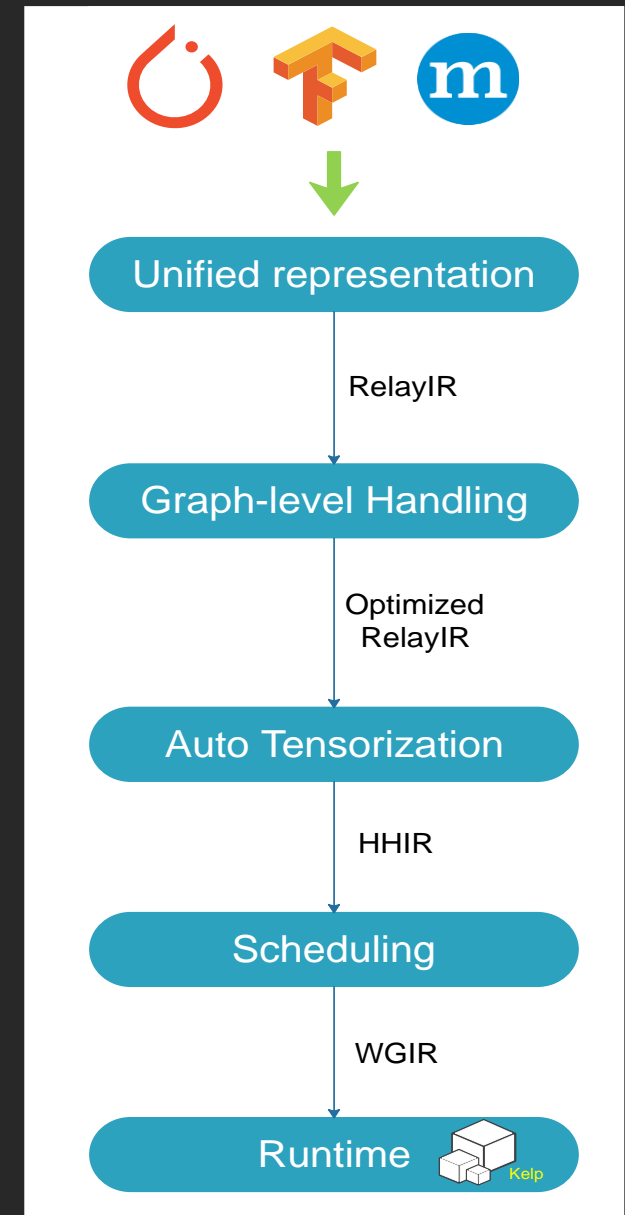 m
Unified representation
RelayIR
Graph-level Handling
Optimized
RelayIR
Auto Tensorization
HHIR
Scheduling
WGIR
Runtime
Kelp